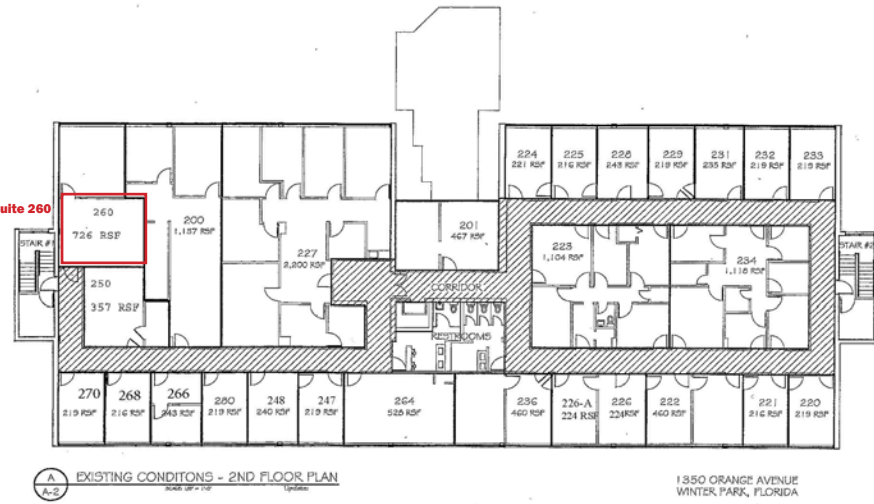 224
221 RSF
225
216 RSF
228
243 RSF
229
219 RSF
231
235 RSF
232
219 RSF
233
219 RSF
uite 260
260
726 RSF
200
1,137 RSF
201
467 RSF
227
2,200 RSF
223
1,104 RSF
234
1,118 RSF
STAIR #1
STAIR #2
250
357 RSF
CORRIDOR
RESTROOMS
270
219 RSF
268
216 RSF
266
243 RSF
280
219 RSF
248
240 RSF
247
219 RSF
264
528 RSF
236
460 RSF
226-A
224 RSF
226
224RSF
222
460 RSF
221
216 RSF
220
219 RSF
A
A-2
EXISTING CONDITONS - 2ND FLOOR PLAN
1350 ORANGE AVENUE
WINTER PARK, FLORIDA